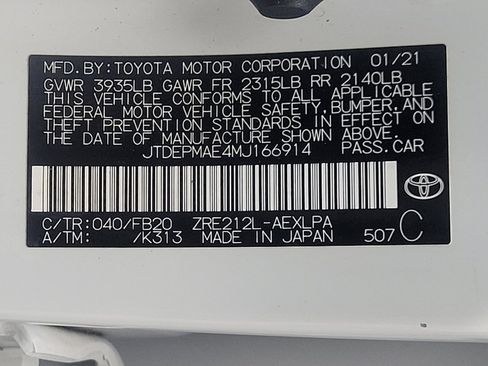 MFD.BY:TOYOTA MOTOR CORPORATION 01/21
GVWR 3935LB GAWR FR 2315LB RR 2140LB
THIS VEHICLE CONFORMS TO ALL APPLICABLE
FEDERAL MOTOR VEHICLE SAFETY,BUMPER,AND
THEFT PREVENTION STANDARDS IN EFFECT ON
THE DATE OF MANUFACTURE SHOWN ABOVE.
JTDEPMAE4MJ166914 PASS.CAR
C/TR:040/FB20 ZRE212L-AEXLPA
A/TM: /K313 MADE IN JAPAN 507 C